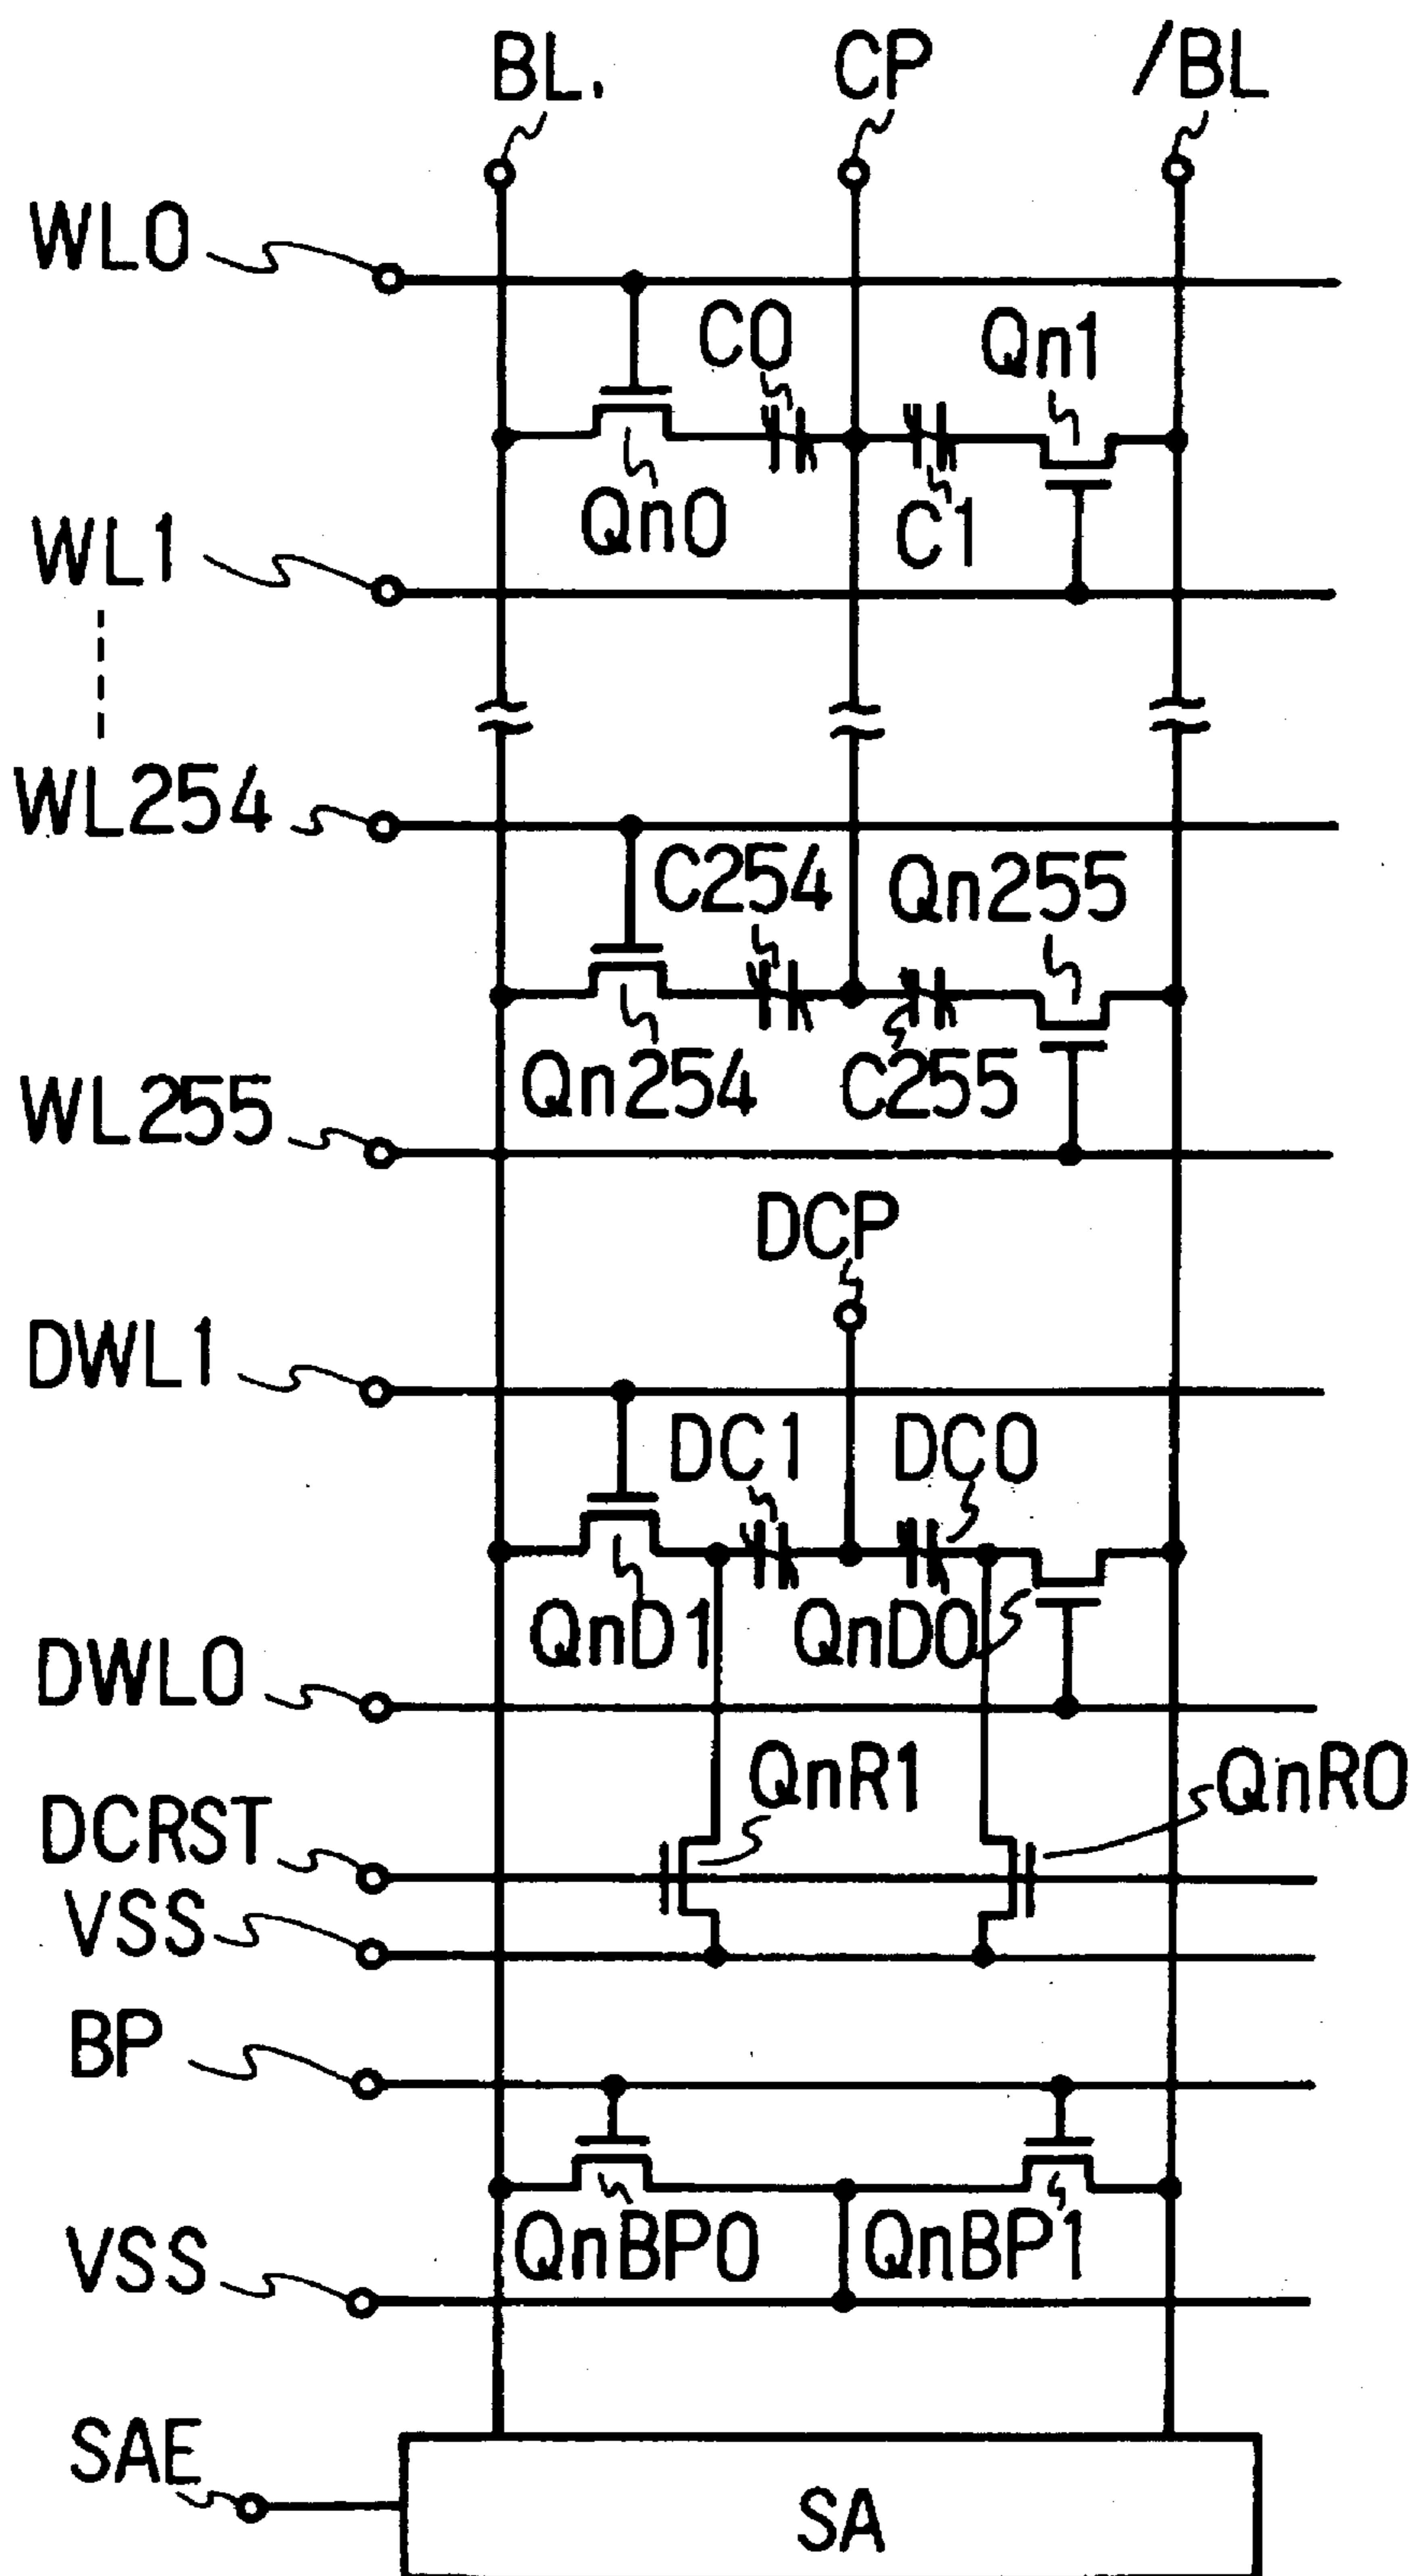 BL. CP /BL
WL0
C0 Qn1
Qn0 C1
WL1
WL254
C254 Qn255
Qn254 C255
WL255
DCP
DWL1
DC1 DC0
QnD1 QnD0
DWL0
QnR1 QnR0
DCRST
VSS
BP
QnBP0 QnBP1
VSS
SAE
SA